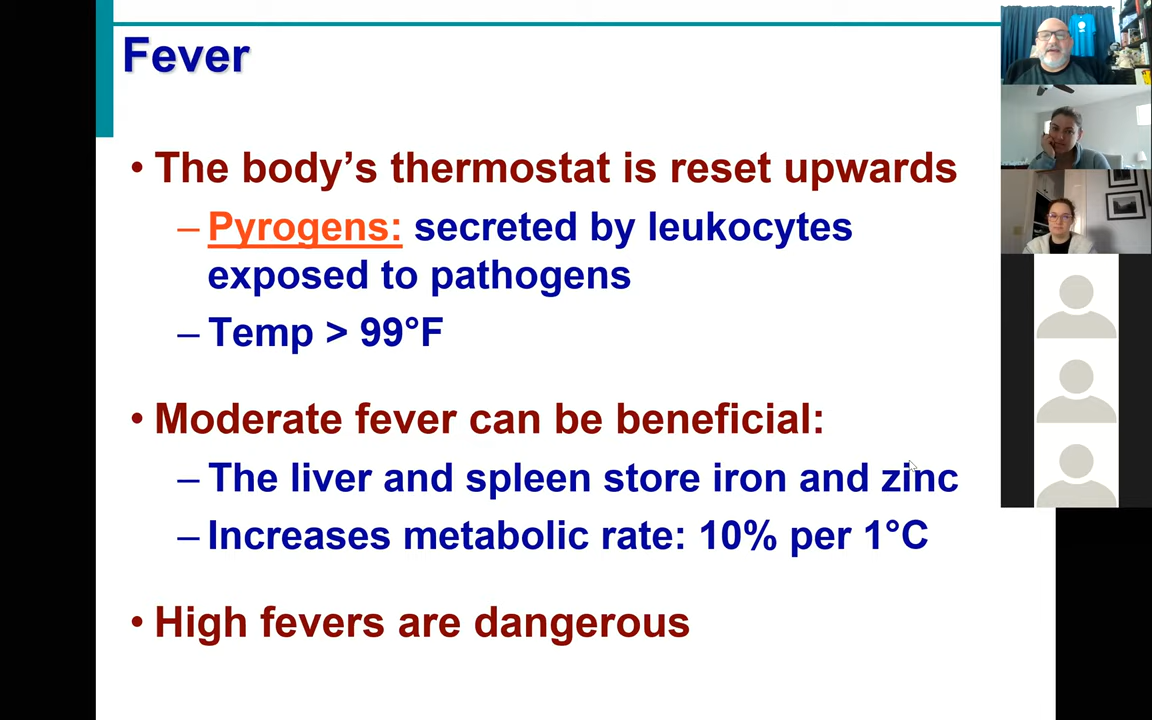 Fever
• The body's thermostat is reset upwards
– Pyrogens: secreted by leukocytes
exposed to pathogens
– Temp > 99°F
• Moderate fever can be beneficial:
– The liver and spleen store iron and zinc
– Increases metabolic rate: 10% per 1°C
• High fevers are dangerous